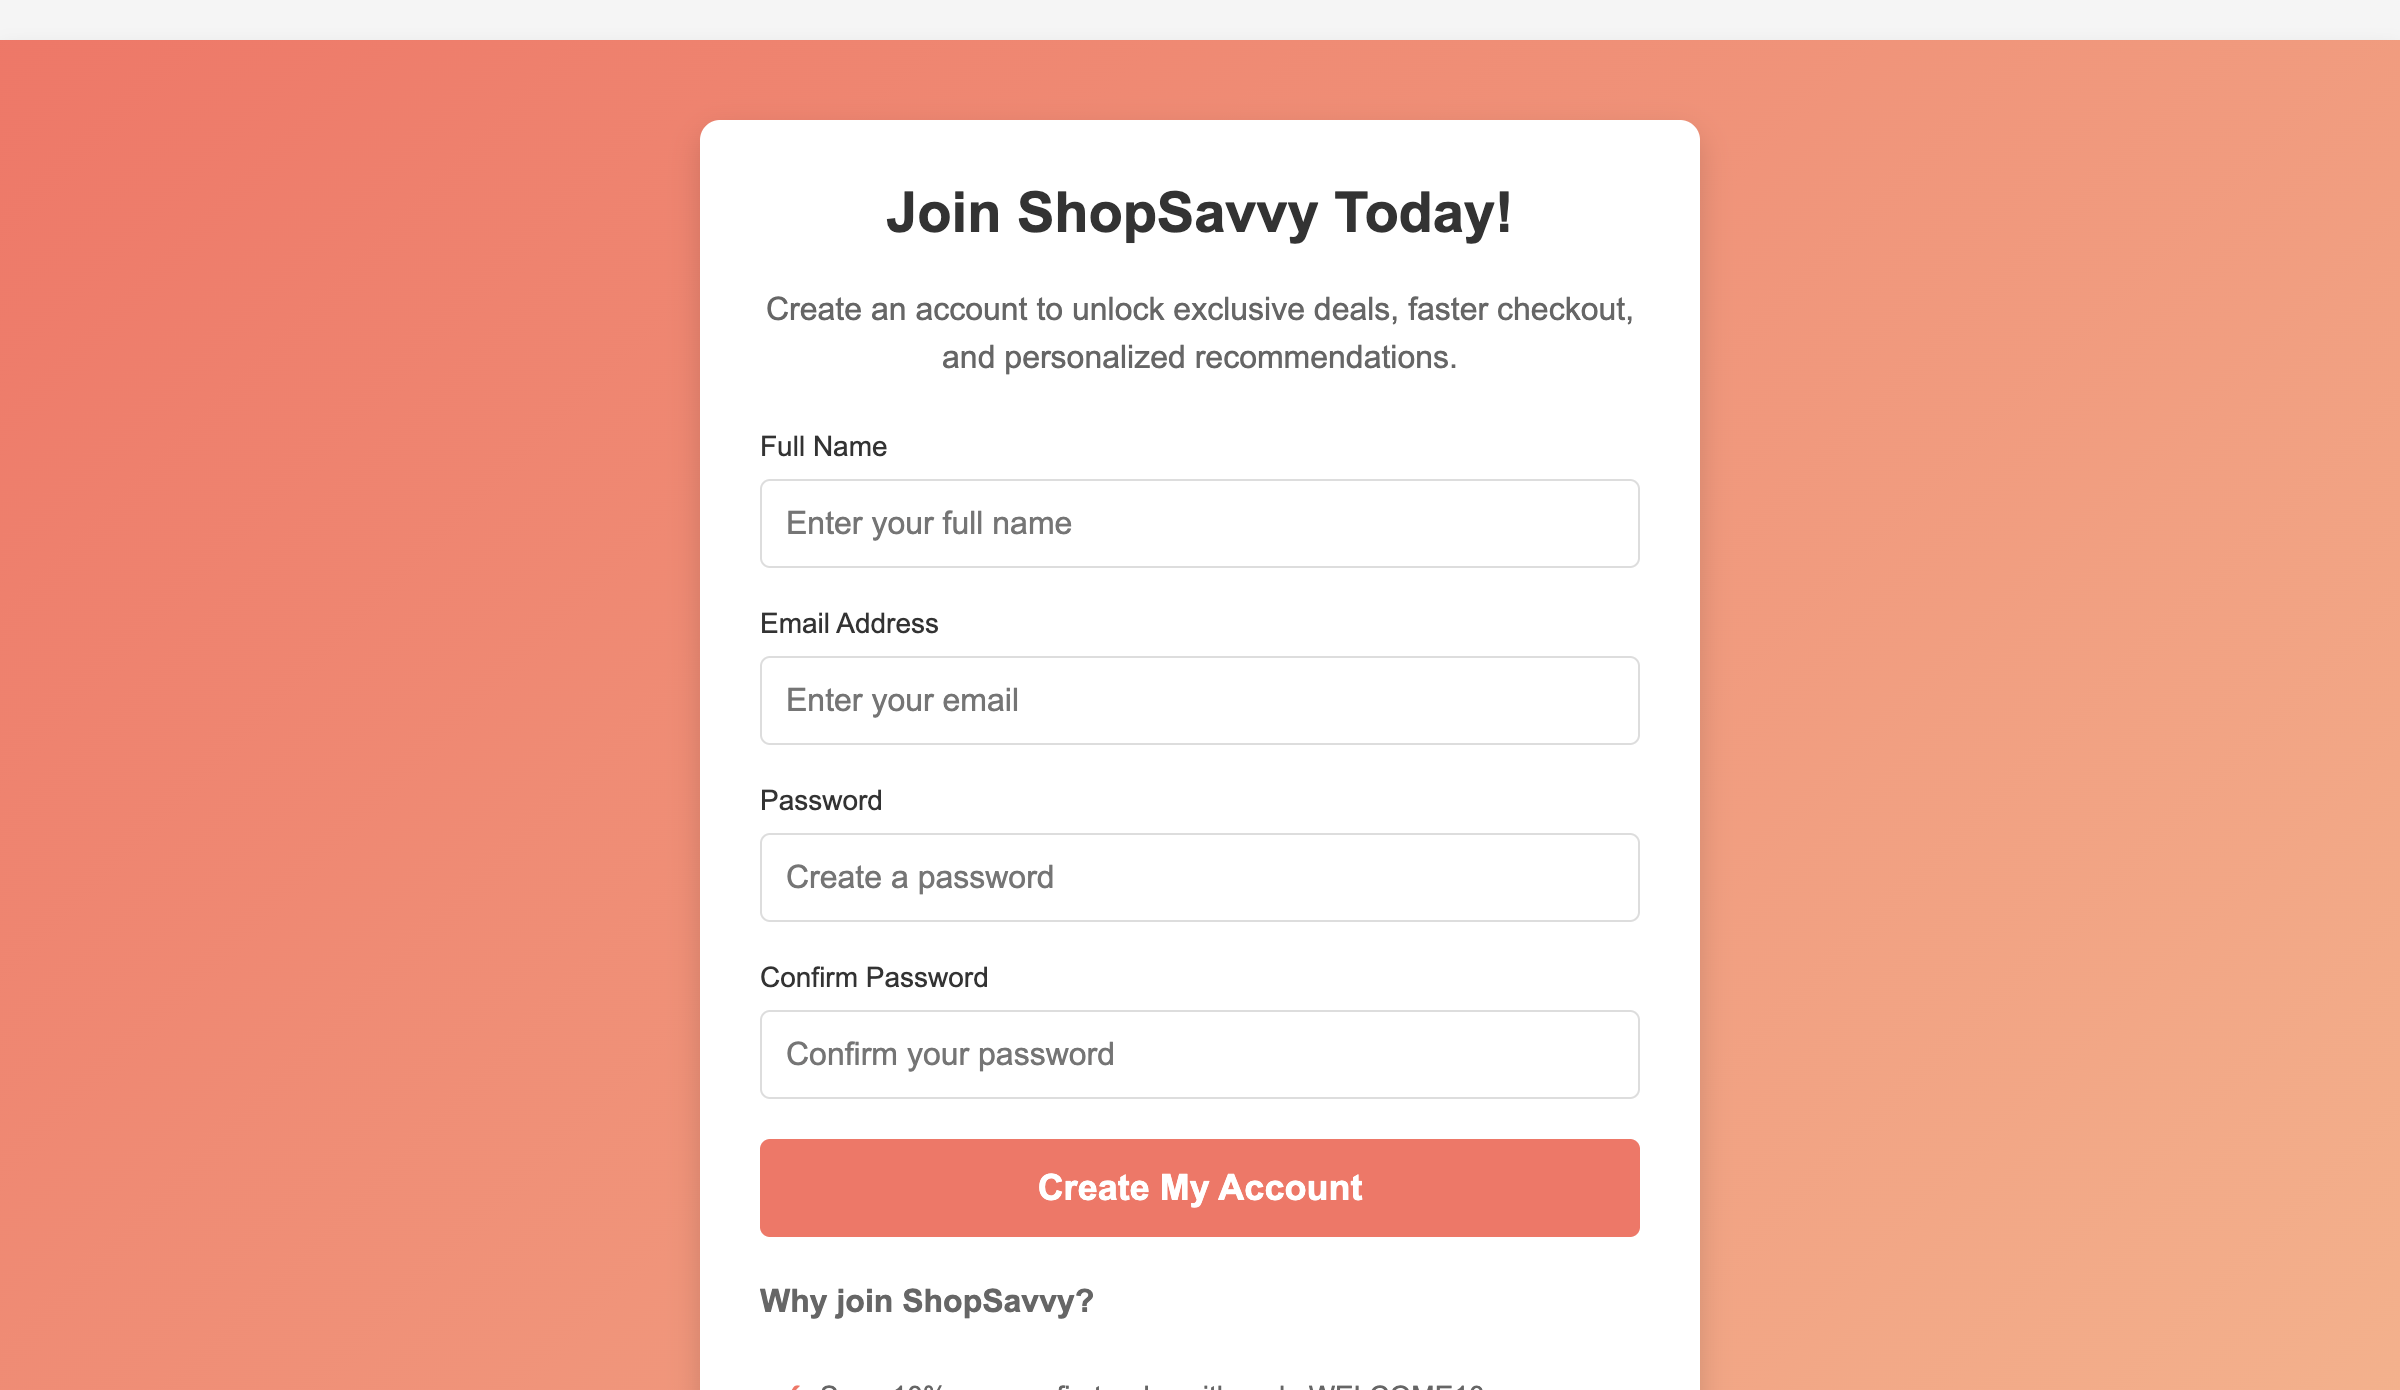 Join ShopSavvy Today!
Create an account to unlock exclusive deals, faster checkout,
and personalized recommendations.
Full Name
Enter your full name
Email Address
Enter your email
Password
Create a password
Confirm Password
Confirm your password
Create My Account
Why join ShopSavvy?